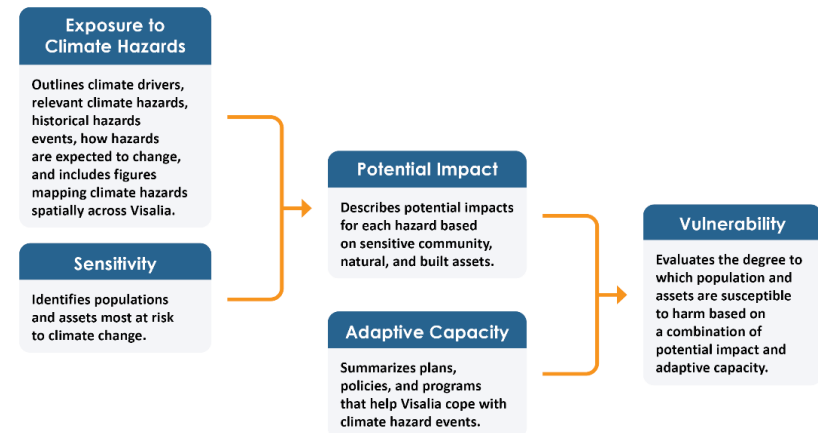 Exposure to
Climate Hazards
Outlines climate drivers,
relevant climate hazards,
historical hazards
events, how hazards
are expected to change,
and includes figures
mapping climate hazards
spatially across Visalia.
Sensitivity
Identifies populations
and assets most at risk
to climate change.
Potential Impact
Describes potential impacts
for each hazard based
on sensitive community,
natural, and built assets.
Adaptive Capacity
Summarizes plans,
policies, and programs
that help Visalia cope with
climate hazard events.
Vulnerability
Evaluates the degree to
which population and
assets are susceptible
to harm based on
a combination of
potential impact and
adaptive capacity.